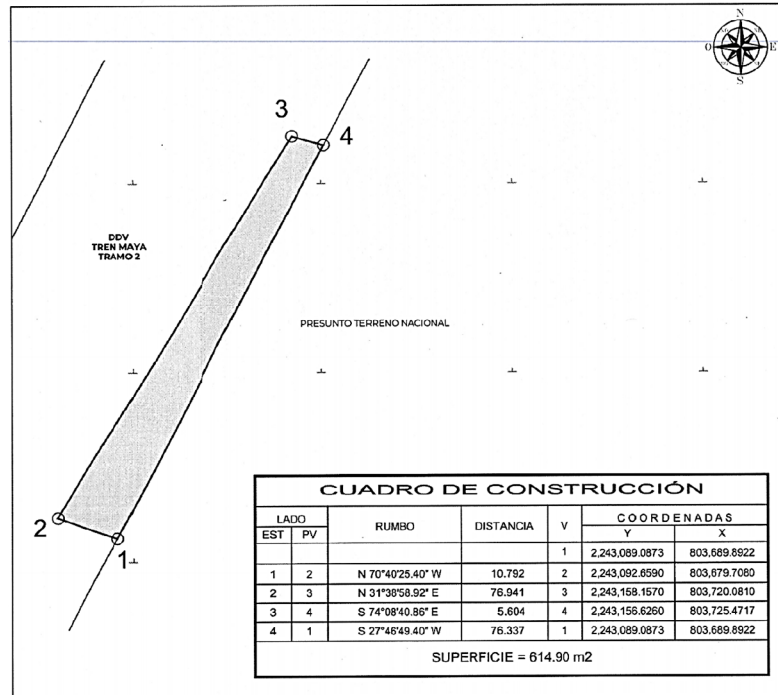 N
O E
S
3
4
DDV
TREN MAYA
TRAMO 2
PRESUNTO TERRENO NACIONAL
2
1
CUADRO DE CONSTRUCCIÓN
LADO RUMBO DISTANCIA V COORDENADAS
EST PV Y X
1 2,243,089.0873 803,689.8922
1 2 N 70°40'25.40" W 10.792 2 2,243,092.6590 803,679.7080
2 3 N 31°38'58.92" E 76.941 3 2,243,158.1570 803,720.0810
3 4 S 74°08'40.86" E 5.604 4 2,243,156.6260 803,725.4717
4 1 S 27°46'49.40" W 76.337 1 2,243,089.0873 803,689.8922
SUPERFICIE = 614.90 m2